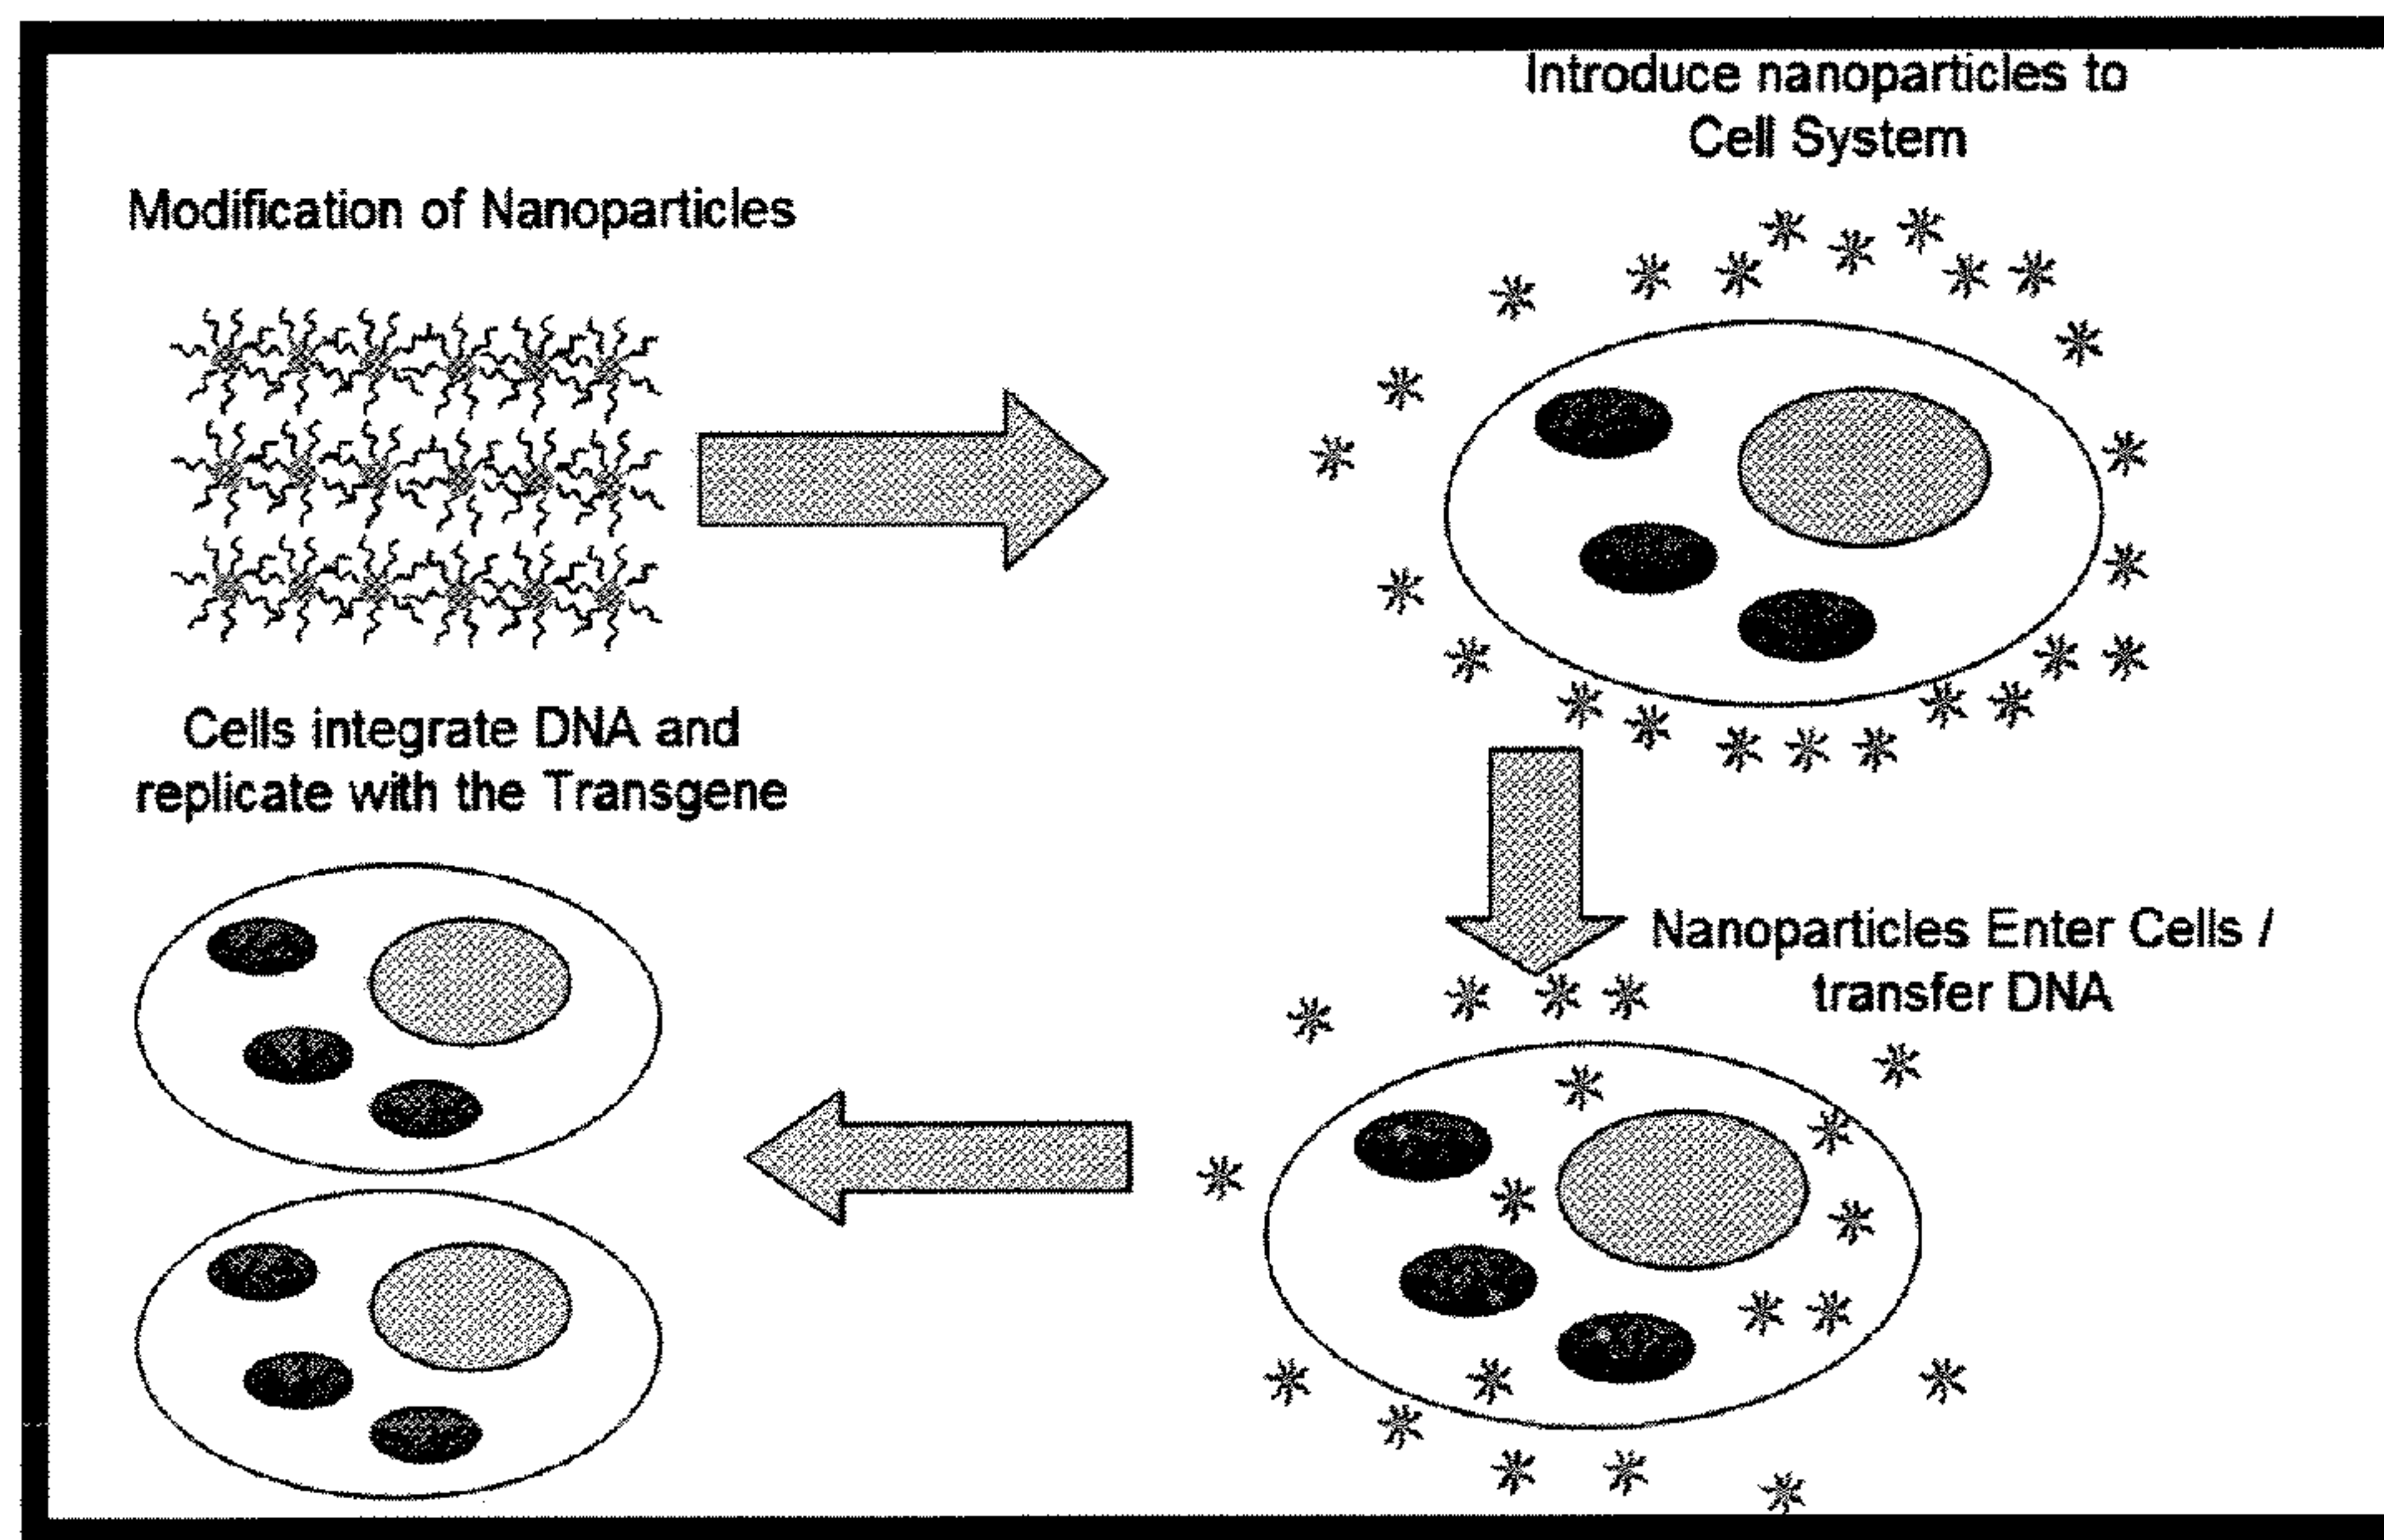 Modification of Nanoparticles
Introduce nanoparticles to
Cell System
Nanoparticles Enter Cells /
transfer DNA
Cells integrate DNA and
replicate with the Transgene